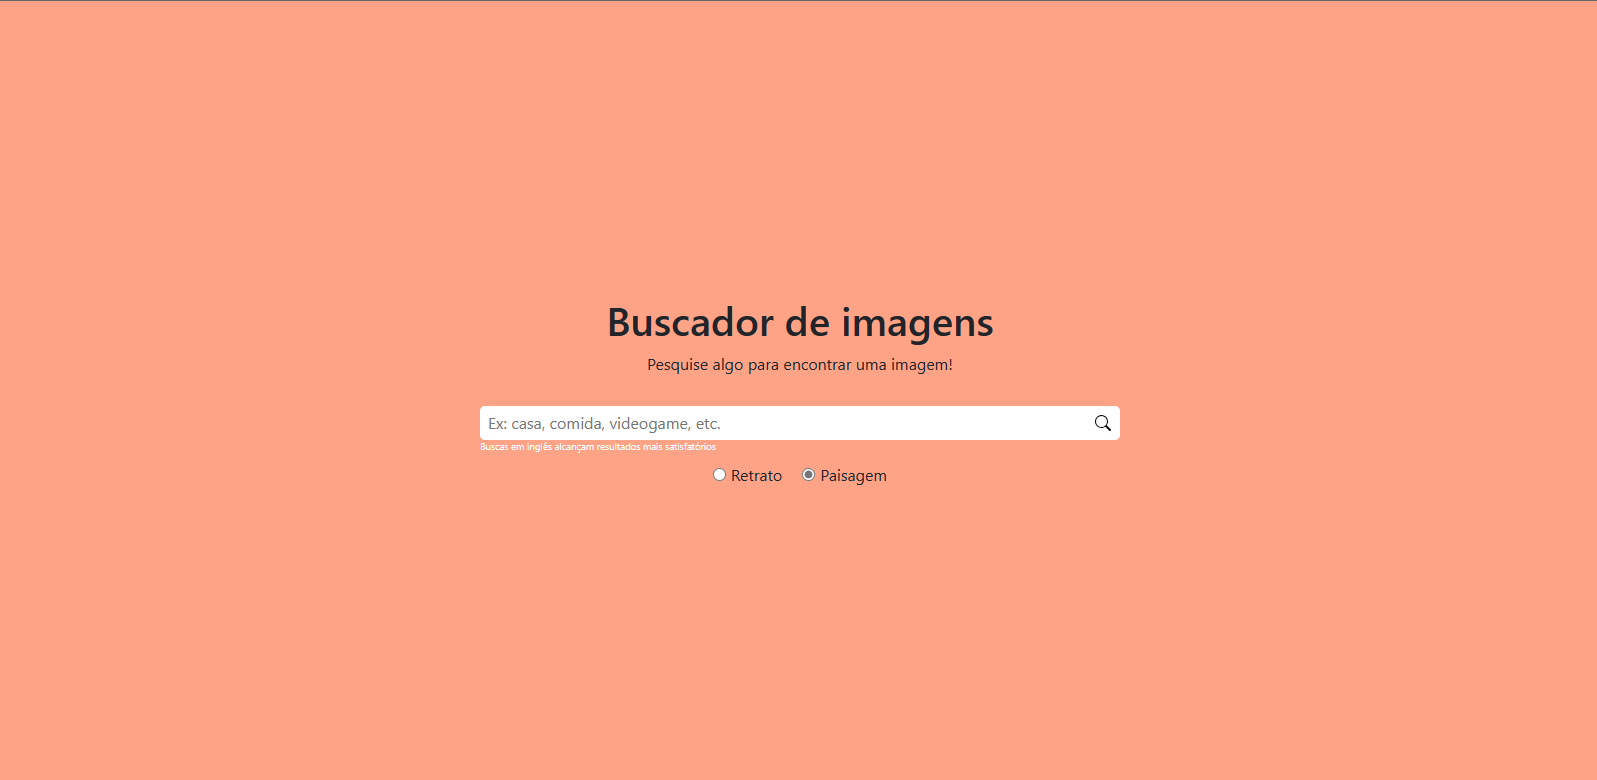 Buscador de imagens
Pesquise algo para encontrar uma imagem!
Ex: casa, comida, videogame, etc.
Buscas em inglês alcançam resultados mais satisfatórios
Retrato Paisagem